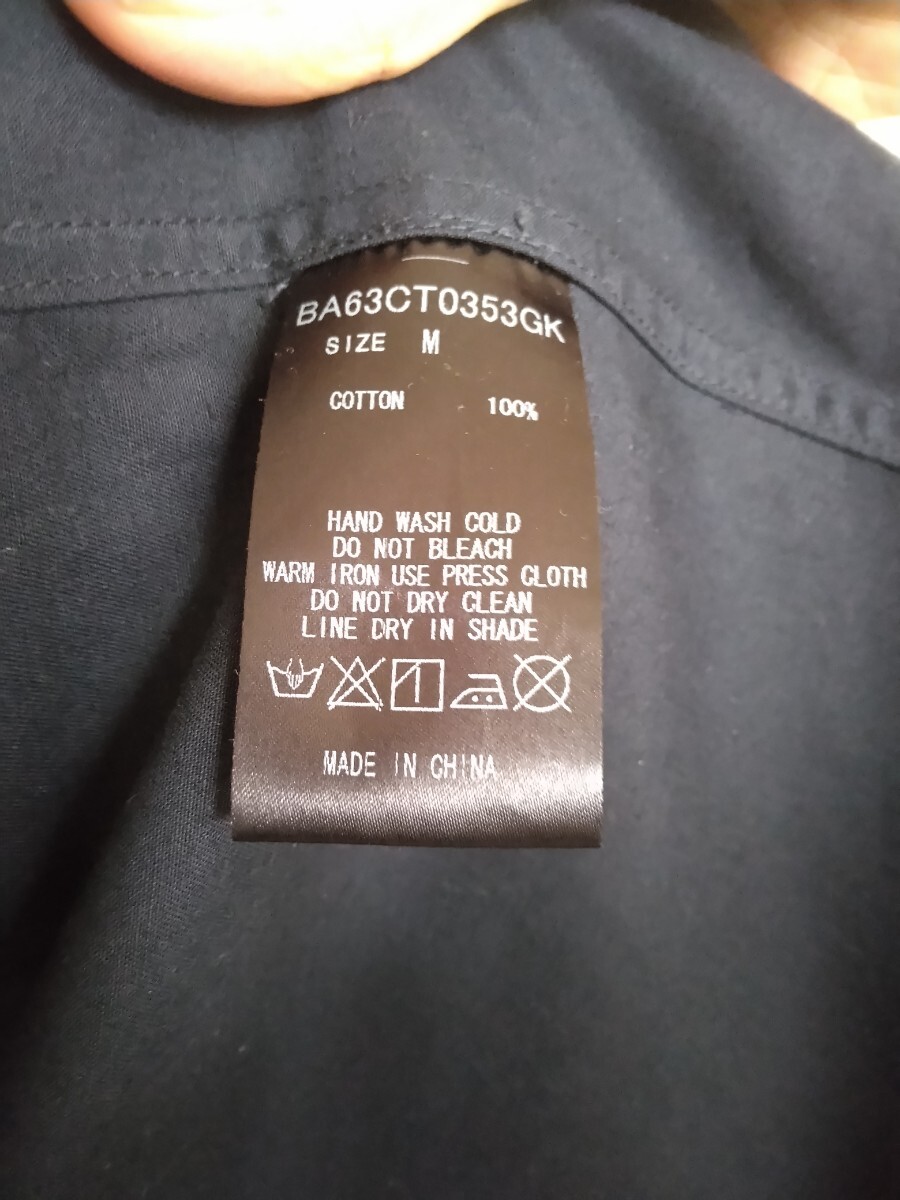 BA63CT0353GK
SIZE M
COTTON 100%
HAND WASH COLD
DO NOT BLEACH
WARM IRON USE PRESS CLOTH
DO NOT DRY CLEAN
LINE DRY IN SHADE
MADE IN CHINA